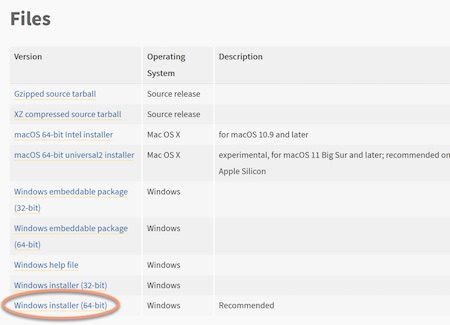 Files
Version Operating System Description
Gzipped source tarball Source release
XZ compressed source tarball Source release
macOS 64-bit Intel installer Mac OS X for macOS 10.9 and later
macOS 64-bit universal2 installer Mac OS X experimental, for macOS 11 Big Sur and later; recommended on
Apple Silicon
Windows embeddable package (32-bit) Windows
Windows embeddable package (64-bit) Windows
Windows help file Windows
Windows installer (32-bit) Windows
Windows installer (64-bit) Windows Recommended